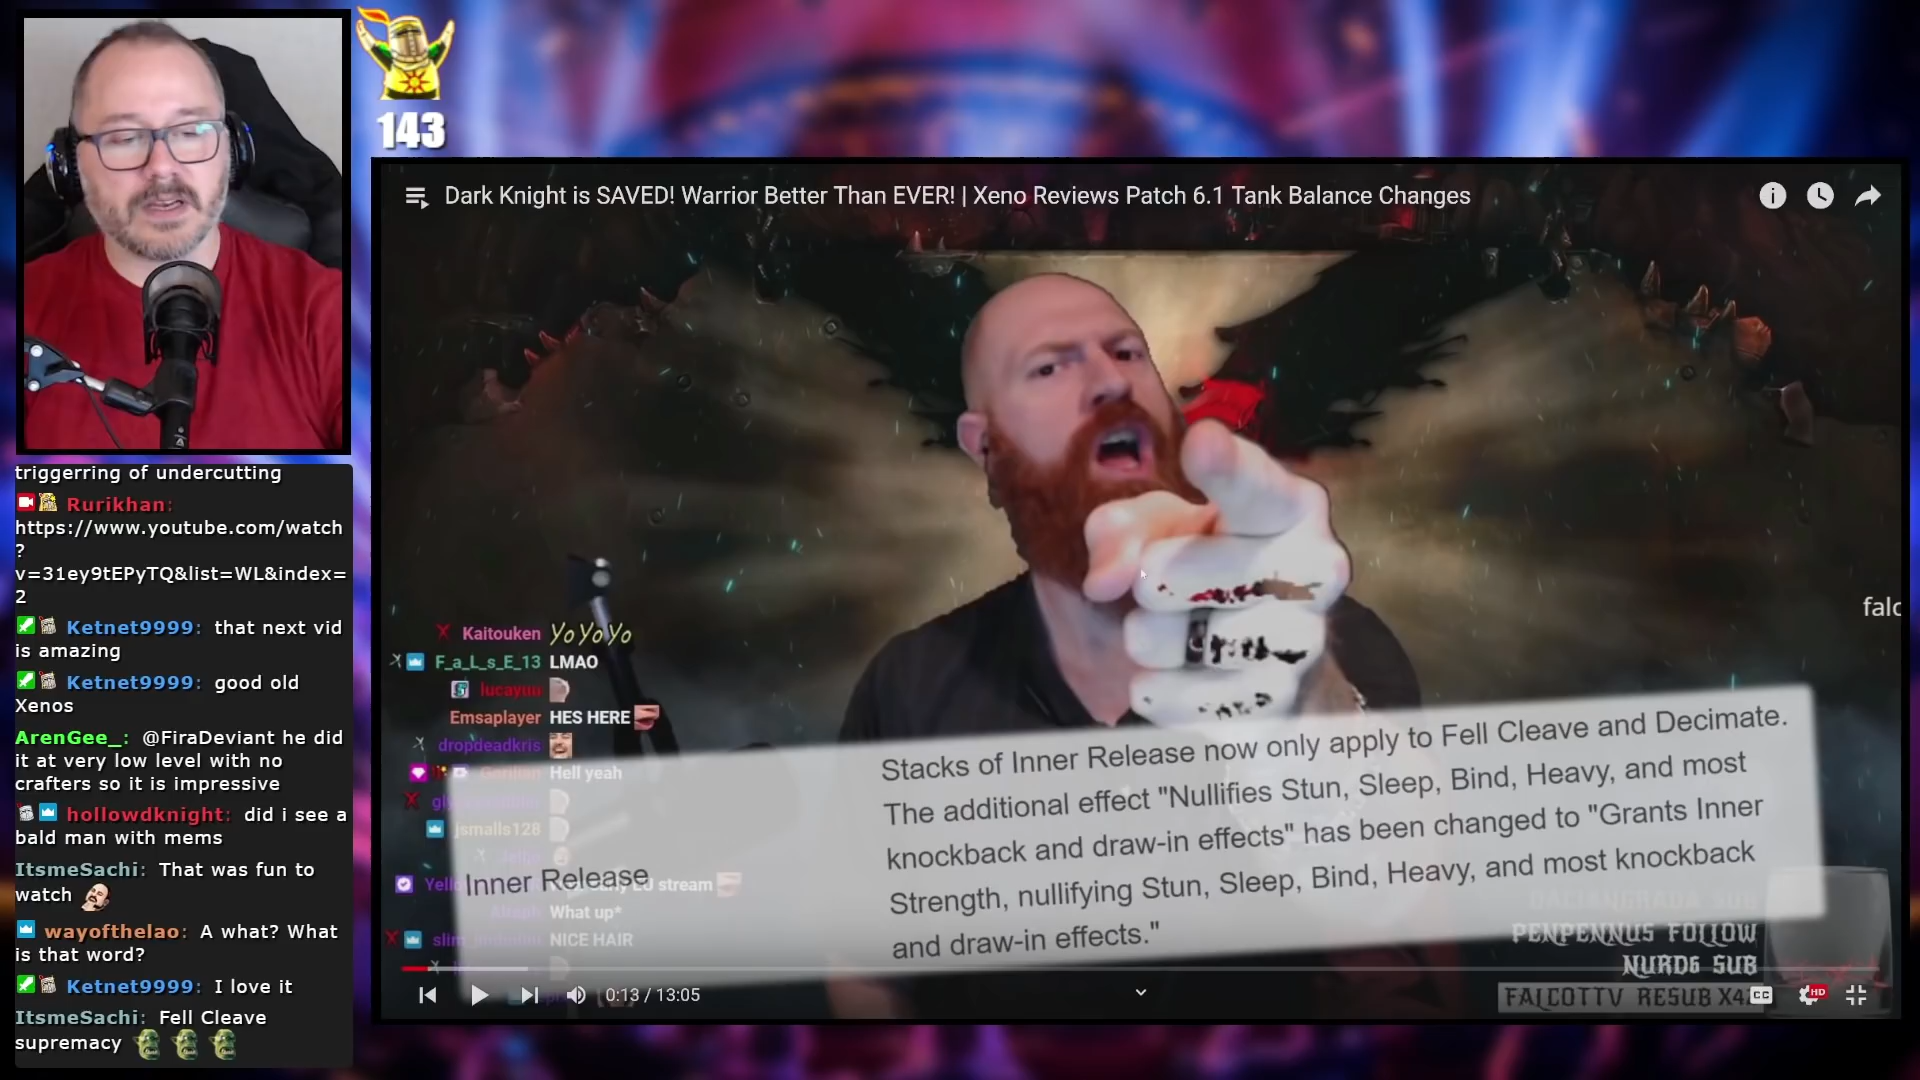 143
Dark Knight is SAVED! Warrior Better Than EVER! | Xeno Reviews Patch 6.1 Tank Balance Changes
triggerring of undercutting
Rurikhan:
https://www.youtube.com/watch
?
v=31ey9tEPyTQ&list=WL&index=
2
Ketnet9999: that next vid
is amazing
Ketnet9999: good old
Xenos
ArenGee_: @FiraDeviant he did
it at very low level with no
crafters so it is impressive
hollowdknight: did i see a
bald man with mems
ItsmeSachi: That was fun to
watch
wayofthelao: A what? What
is that word?
Ketnet9999: I love it
ItsmeSachi: Fell Cleave
supremacy
falc
Kaitouken YoYoYo
F_a_L_s_E_13 LMAO
lucayuu
Emsaplayer HES HERE
dropdeadkris
Hell yeah
jsmalls128
stream
What up*
NICE HAIR
Inner Release
Stacks of Inner Release now only apply to Fell Cleave and Decimate.
The additional effect "Nullifies Stun, Sleep, Bind, Heavy, and most
knockback and draw-in effects" has been changed to "Grants Inner
Strength, nullifying Stun, Sleep, Bind, Heavy, and most knockback
and draw-in effects."
PENPENNUS FOLLOW
NURD6 SUB
FALCOTTV RESUB
0:13 / 13:05
CC
HD